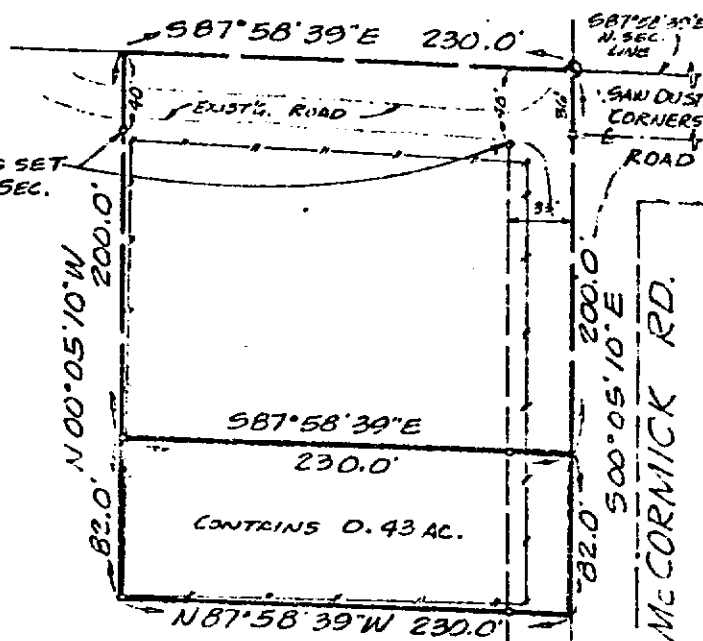 S87°58'39"E 230.0'
S87°58'39"E
N. SEC.
LINE
40'
EXIST'G. ROAD
40'
SAN DUST
CORNERS
ROAD
S SET
SEC.
33'
N00°05'10"W
200.0'
200.0'
S00°05'10"E
McCORMICK RD.
S87°58'39"E
230.0'
82.0'
CONTAINS 0.43 AC.
82.0'
N87°58'39"W 230.0'